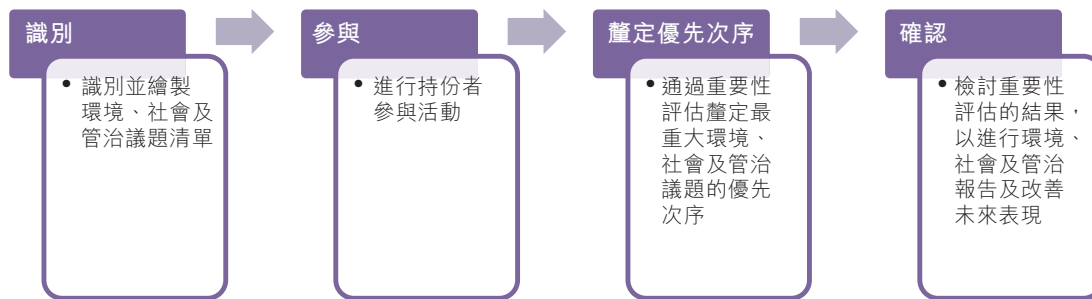 識別
• 識別並繪製
環境、社會及
管治議題清單
參與
• 進行持份者
參與活動
釐定優先次序
• 通過重要性
評估釐定最
重大環境、
社會及管治
議題的優先
次序
確認
• 檢討重要性
評估的結果，
以進行環境、
社會及管治
報告及改善
未來表現